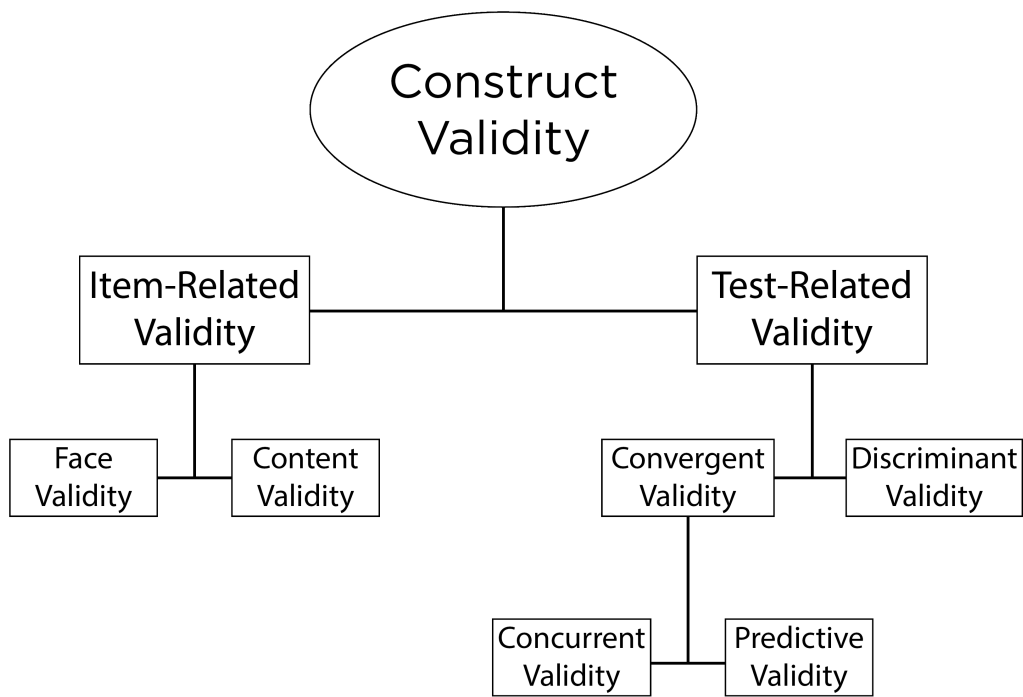 Construct
Validity
Item-Related
Validity
Test-Related
Validity
Face
Validity
Content
Validity
Convergent
Validity
Discriminant
Validity
Concurrent
Validity
Predictive
Validity